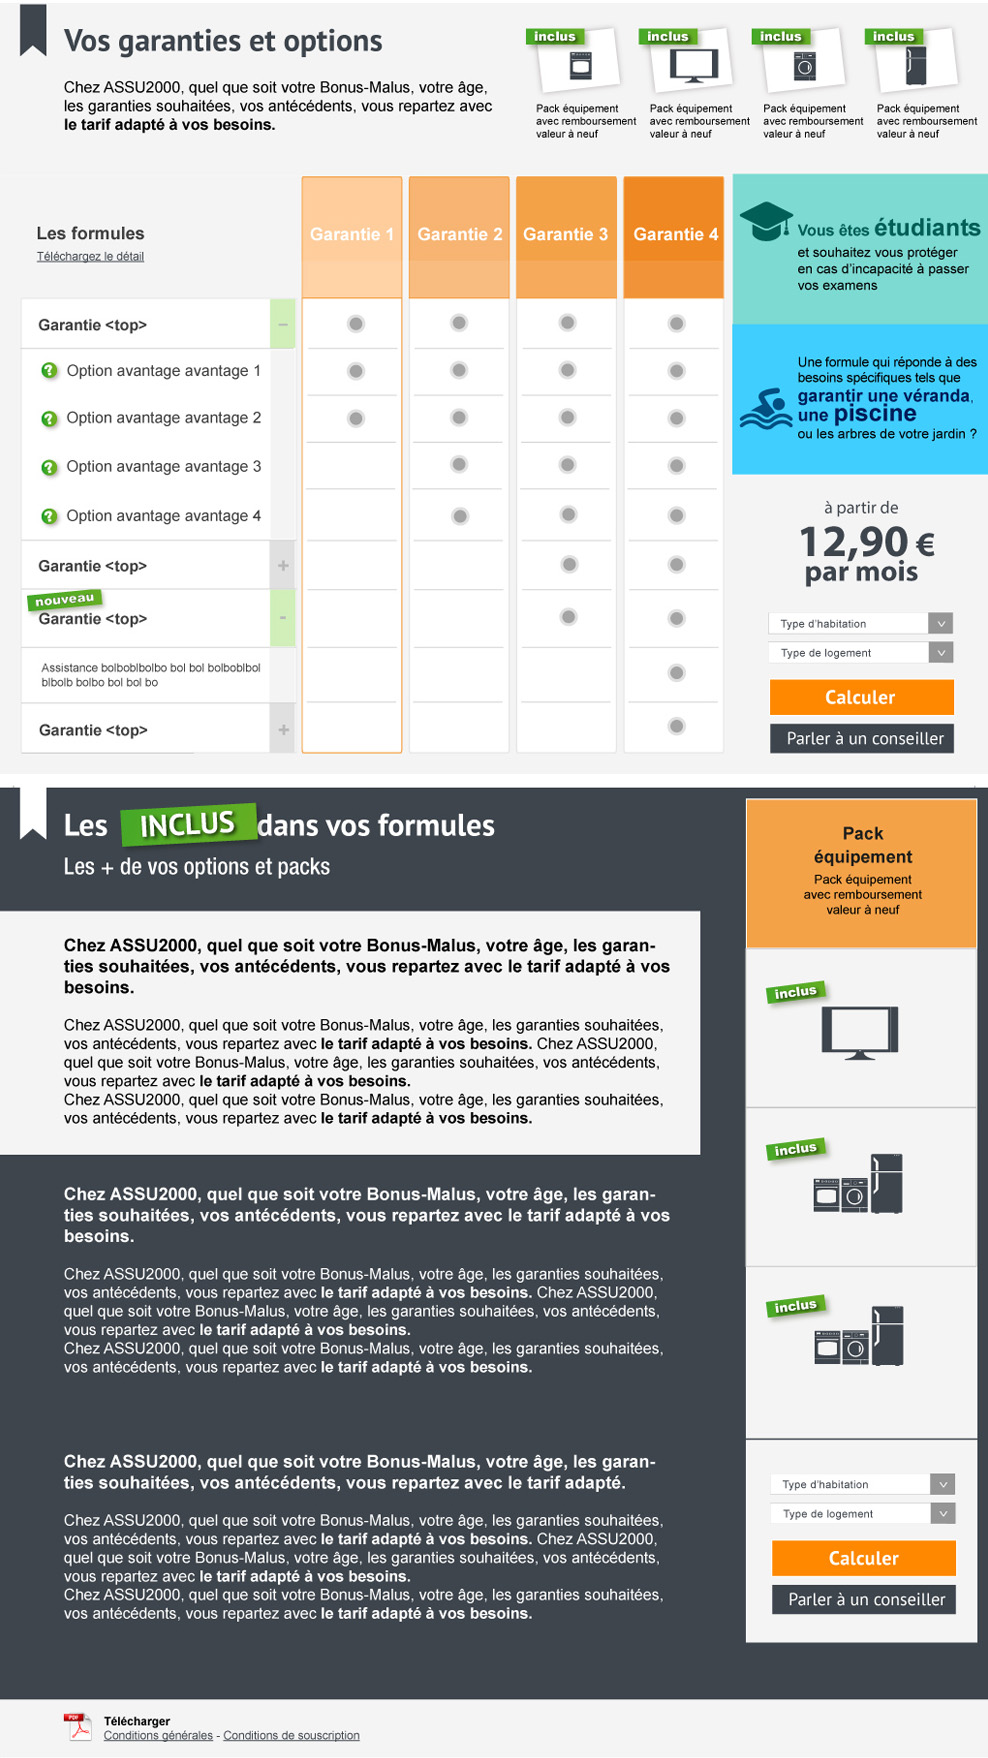 Vos garanties et options
Chez ASSU2000, quel que soit votre Bonus-Malus, votre âge,
les garanties souhaitées, vos antécédents, vous repartez avec
le tarif adapté à vos besoins.
inclus
Pack équipement
avec remboursement
valeur à neuf
inclus
Pack équipement
avec remboursement
valeur à neuf
inclus
Pack équipement
avec remboursement
valeur à neuf
inclus
Pack équipement
avec remboursement
valeur à neuf
Les formules
Téléchargez le détail
Garantie 1
Garantie 2
Garantie 3
Garantie 4
Garantie <top>
-
Option avantage avantage 1
Option avantage avantage 2
Option avantage avantage 3
Option avantage avantage 4
Garantie <top>
+
nouveau
Garantie <top>
-
Assistance bolboblbolbo bol bol bolboblbol
blbolb bolbo bol bol bo
Garantie <top>
+
Vous êtes étudiants
et souhaitez vous protéger
en cas d'incapacité à passer
vos examens
Une formule qui réponde à des
besoins spécifiques tels que
garantir une véranda,
une piscine
ou les arbres de votre jardin ?
à partir de
12,90 €
par mois
Type d'habitation
Type de logement
Calculer
Parler à un conseiller
Les INCLUS dans vos formules
Les + de vos options et packs
Chez ASSU2000, quel que soit votre Bonus-Malus, votre âge, les garan-
ties souhaitées, vos antécédents, vous repartez avec le tarif adapté à vos
besoins.
Chez ASSU2000, quel que soit votre Bonus-Malus, votre âge, les garanties souhaitées,
vos antécédents, vous repartez avec le tarif adapté à vos besoins. Chez ASSU2000,
quel que soit votre Bonus-Malus, votre âge, les garanties souhaitées, vos antécédents,
vous repartez avec le tarif adapté à vos besoins.
Chez ASSU2000, quel que soit votre Bonus-Malus, votre âge, les garanties souhaitées,
vos antécédents, vous repartez avec le tarif adapté à vos besoins.
Chez ASSU2000, quel que soit votre Bonus-Malus, votre âge, les garan-
ties souhaitées, vos antécédents, vous repartez avec le tarif adapté à vos
besoins.
Chez ASSU2000, quel que soit votre Bonus-Malus, votre âge, les garanties souhaitées,
vos antécédents, vous repartez avec le tarif adapté à vos besoins. Chez ASSU2000,
quel que soit votre Bonus-Malus, votre âge, les garanties souhaitées, vos antécédents,
vous repartez avec le tarif adapté à vos besoins.
Chez ASSU2000, quel que soit votre Bonus-Malus, votre âge, les garanties souhaitées,
vos antécédents, vous repartez avec le tarif adapté à vos besoins.
Chez ASSU2000, quel que soit votre Bonus-Malus, votre âge, les garan-
ties souhaitées, vos antécédents, vous repartez avec le tarif adapté.
Chez ASSU2000, quel que soit votre Bonus-Malus, votre âge, les garanties souhaitées,
vos antécédents, vous repartez avec le tarif adapté à vos besoins. Chez ASSU2000,
quel que soit votre Bonus-Malus, votre âge, les garanties souhaitées, vos antécédents,
vous repartez avec le tarif adapté à vos besoins.
Chez ASSU2000, quel que soit votre Bonus-Malus, votre âge, les garanties souhaitées,
vos antécédents, vous repartez avec le tarif adapté à vos besoins.
Pack
équipement
Pack équipement
avec remboursement
valeur à neuf
inclus
inclus
inclus
Type d'habitation
Type de logement
Calculer
Parler à un conseiller
PDF
Télécharger
Conditions générales - Conditions de souscription